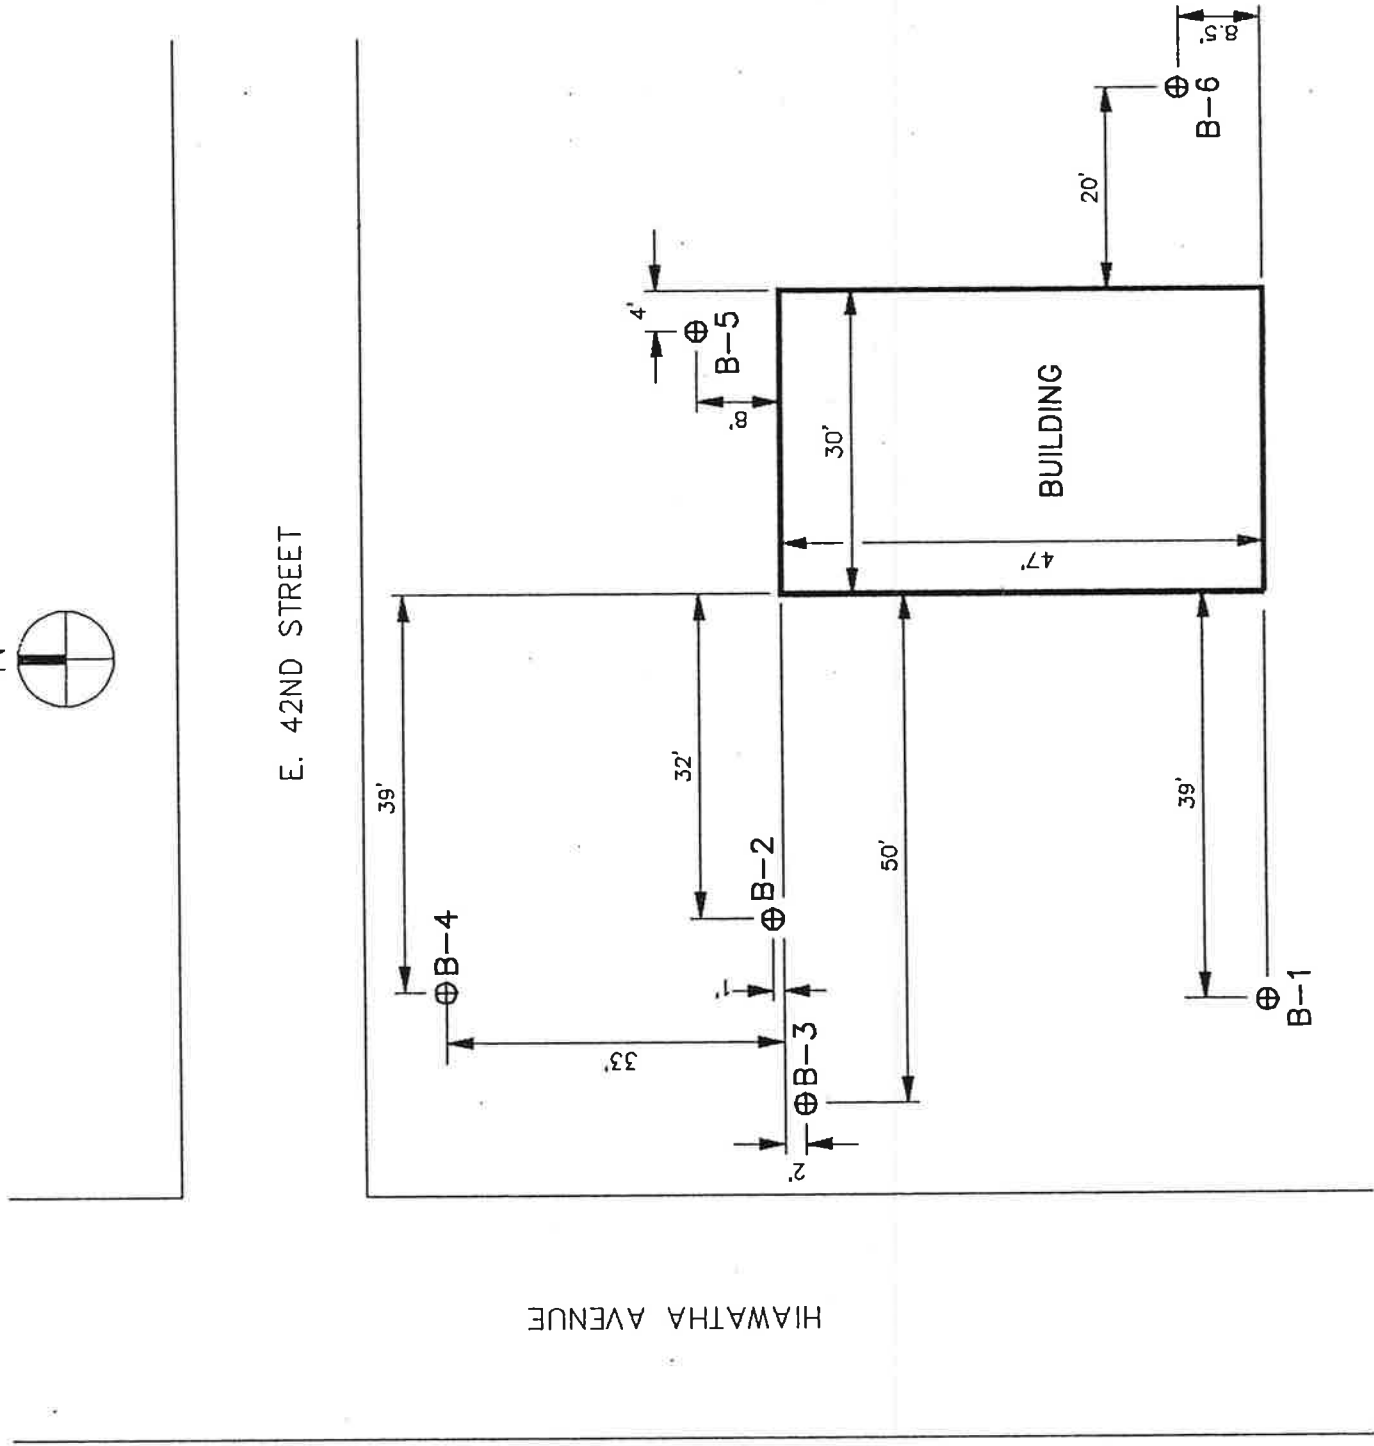 N
E. 42ND STREET
HIAWATHA AVENUE
39'
B-4
33'
32'
B-2
1'
B-3
2'
50'
39'
B-1
4'
B-5
8'
30'
47'
BUILDING
20'
B-6
8.5'